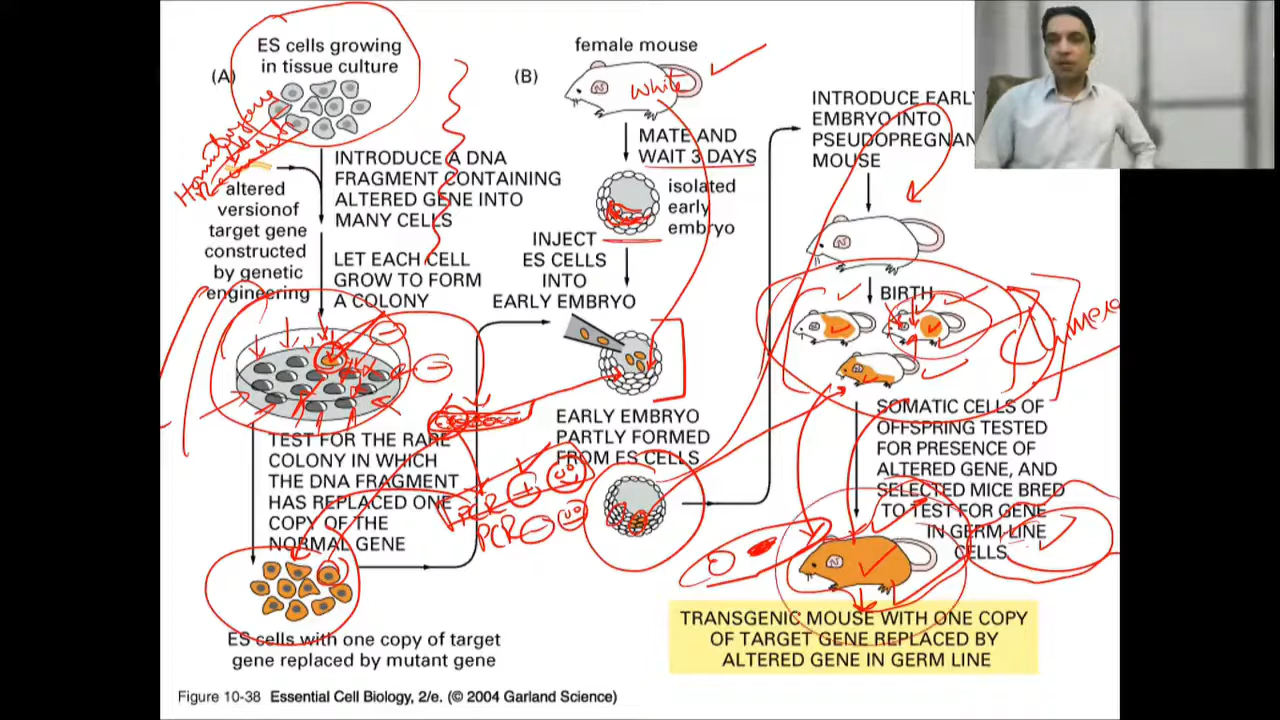 ES cells growing
in tissue culture
(A)
altered
versionof
target gene
constructed
by genetic
engineering
INTRODUCE A DNA
FRAGMENT CONTAINING
ALTERED GENE INTO
MANY CELLS
LET EACH CELL
GROW TO FORM
A COLONY
TEST FOR THE RARE
COLONY IN WHICH
THE DNA FRAGMENT
HAS REPLACED ONE
COPY OF THE
NORMAL GENE
ES cells with one copy of target
gene replaced by mutant gene
(B)
female mouse
White
MATE AND
WAIT 3 DAYS
isolated
early
embryo
INJECT
ES CELLS
INTO
EARLY EMBRYO
EARLY EMBRYO
PARTLY FORMED
FROM ES CELLS
PCR
PCR
INTRODUCE EARLY
EMBRYO INTO
PSEUDOPREGNAN
MOUSE
BIRTH
SOMATIC CELLS OF
OFFSPRING TESTED
FOR PRESENCE OF
ALTERED GENE, AND
SELECTED MICE BRED
TO TEST FOR GENE
IN GERM-LINE
CELLS
TRANSGENIC MOUSE WITH ONE COPY
OF TARGET GENE REPLACED BY
ALTERED GENE IN GERM LINE
Figure 10-38 Essential Cell Biology, 2/e. (© 2004 Garland Science)